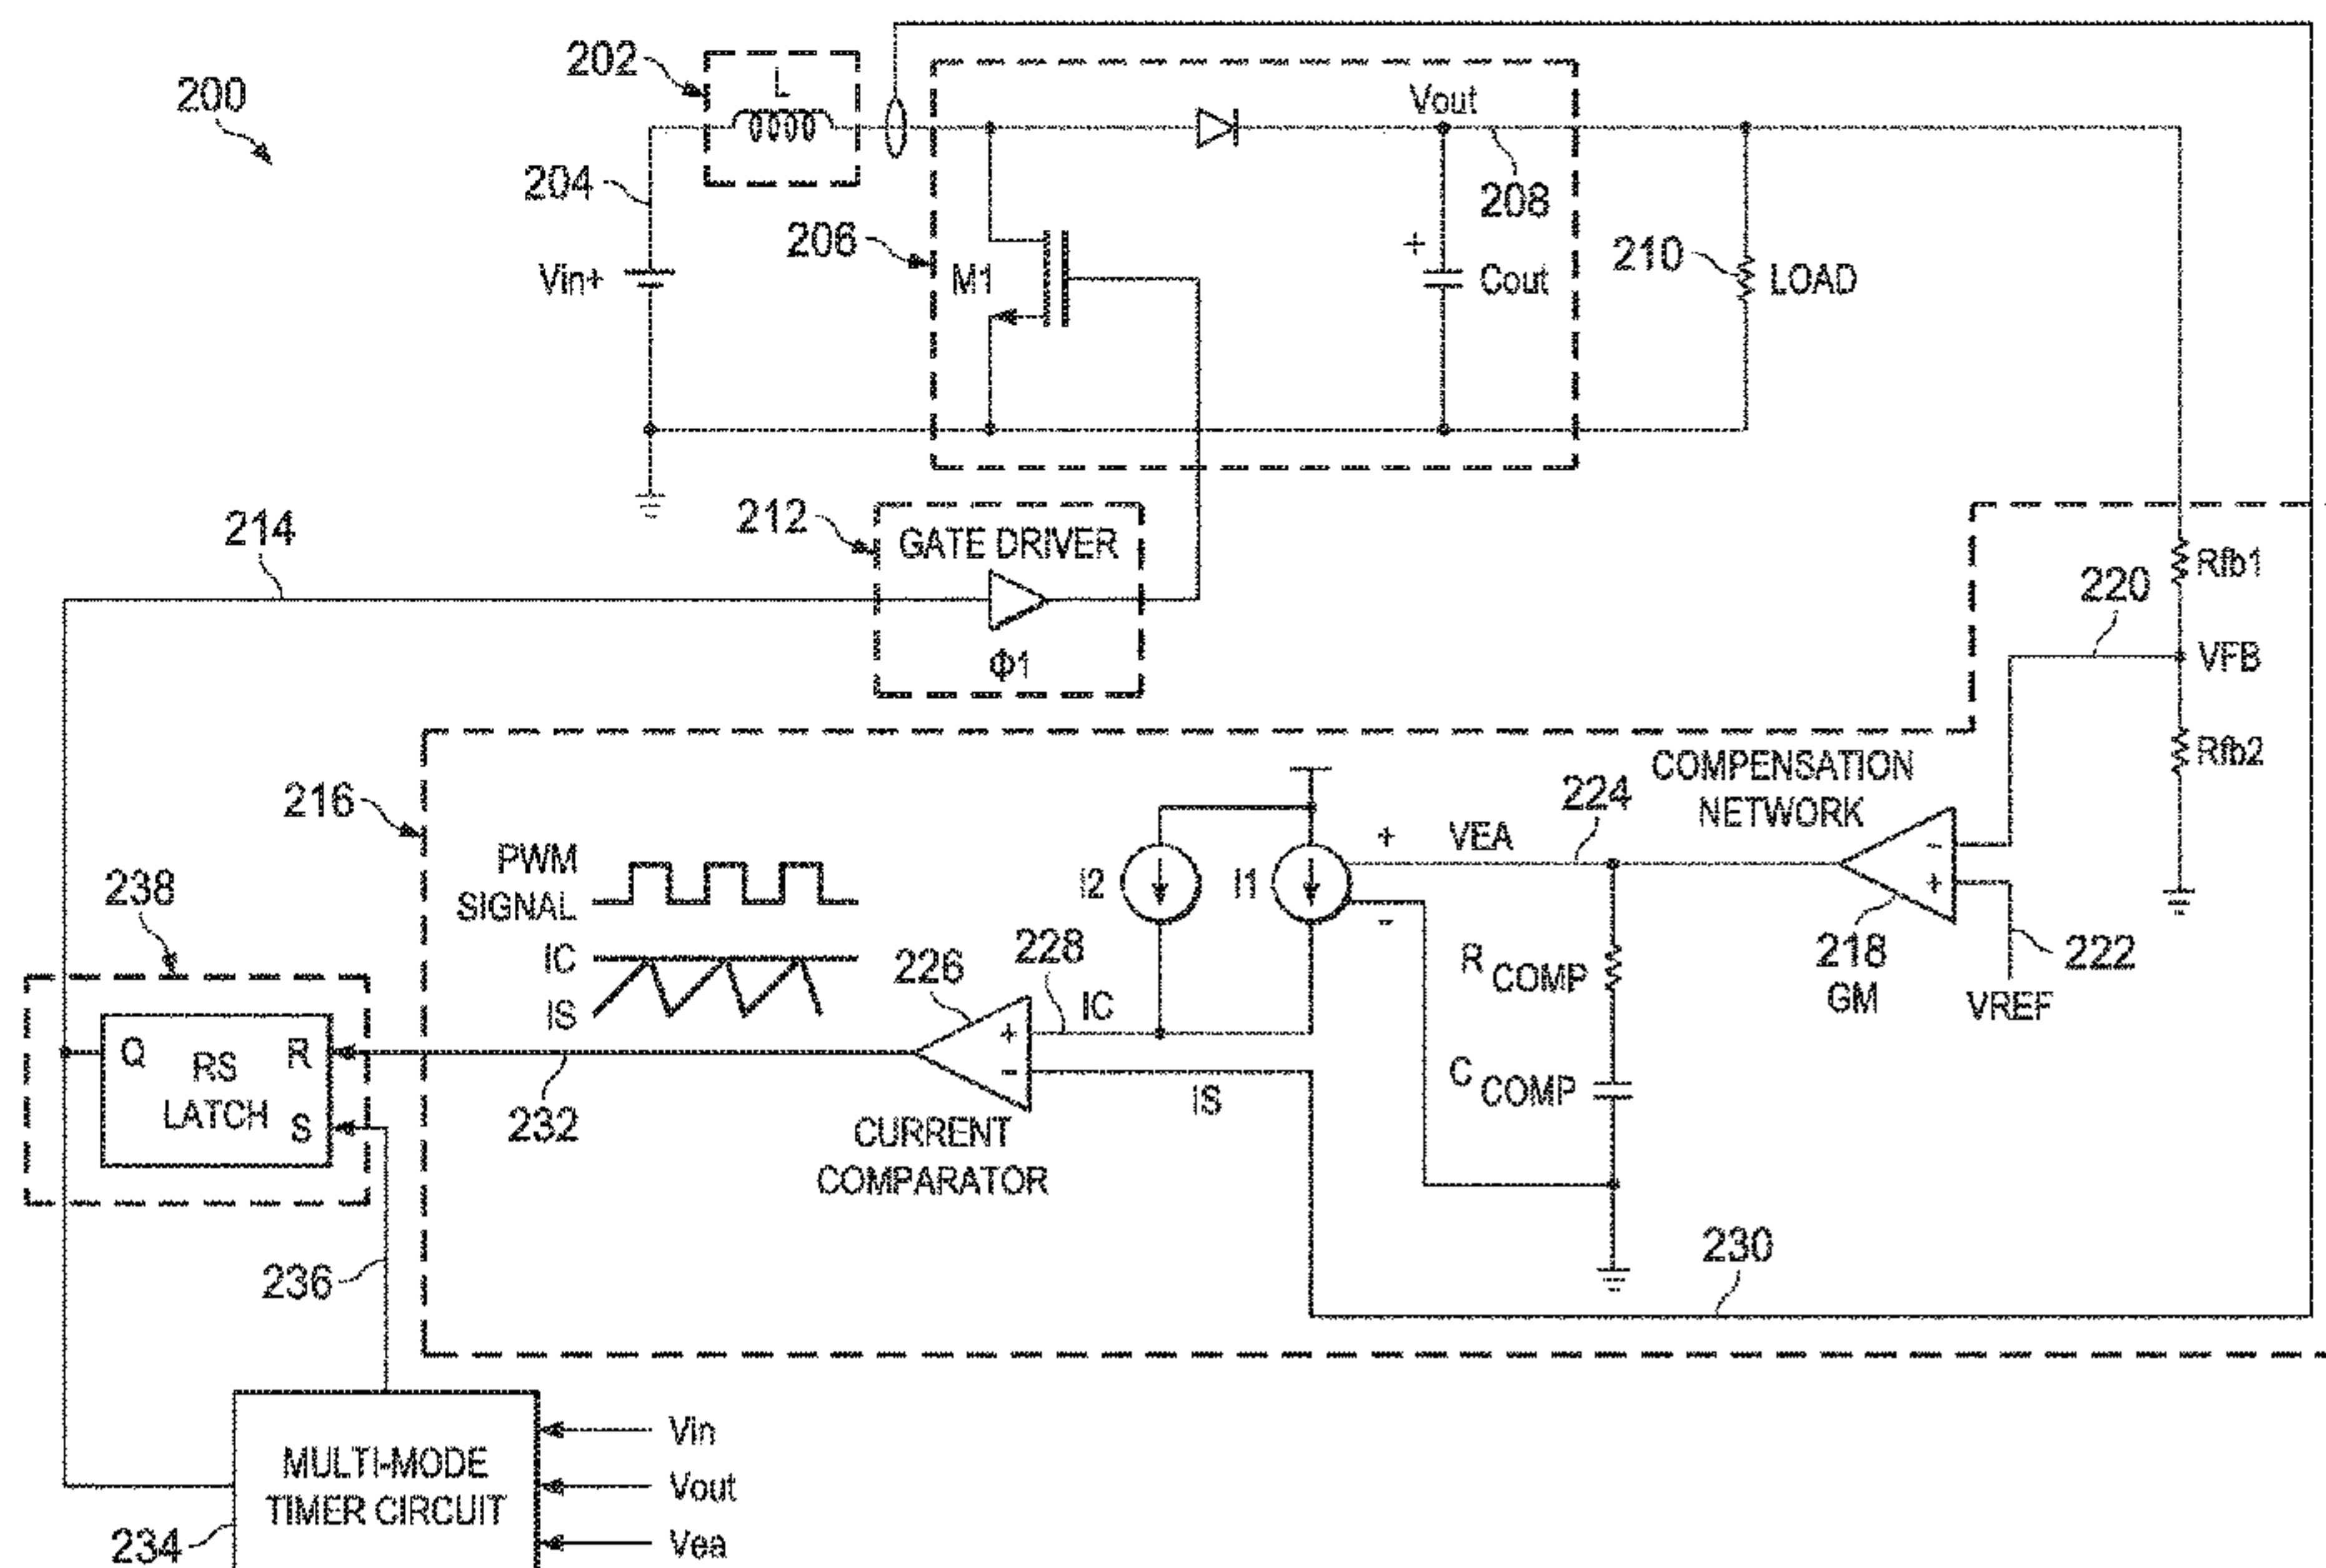 200
202
L
204
Vin+
206
M1
Vout
208
+
Cout
210
LOAD
212
GATE DRIVER
Φ1
214
Rfb1
220
VFB
Rfb2
216
COMPENSATION
NETWORK
PWM
SIGNAL
IC
IS
I2
I1
+
VEA
-
224
-
+
218
GM
222
VREF
R COMP
C COMP
226
228
IC
+
-
IS
CURRENT
COMPARATOR
232
238
Q
R
RS
LATCH
S
236
230
MULTI-MODE
TIMER CIRCUIT
234
Vin
Vout
Vea